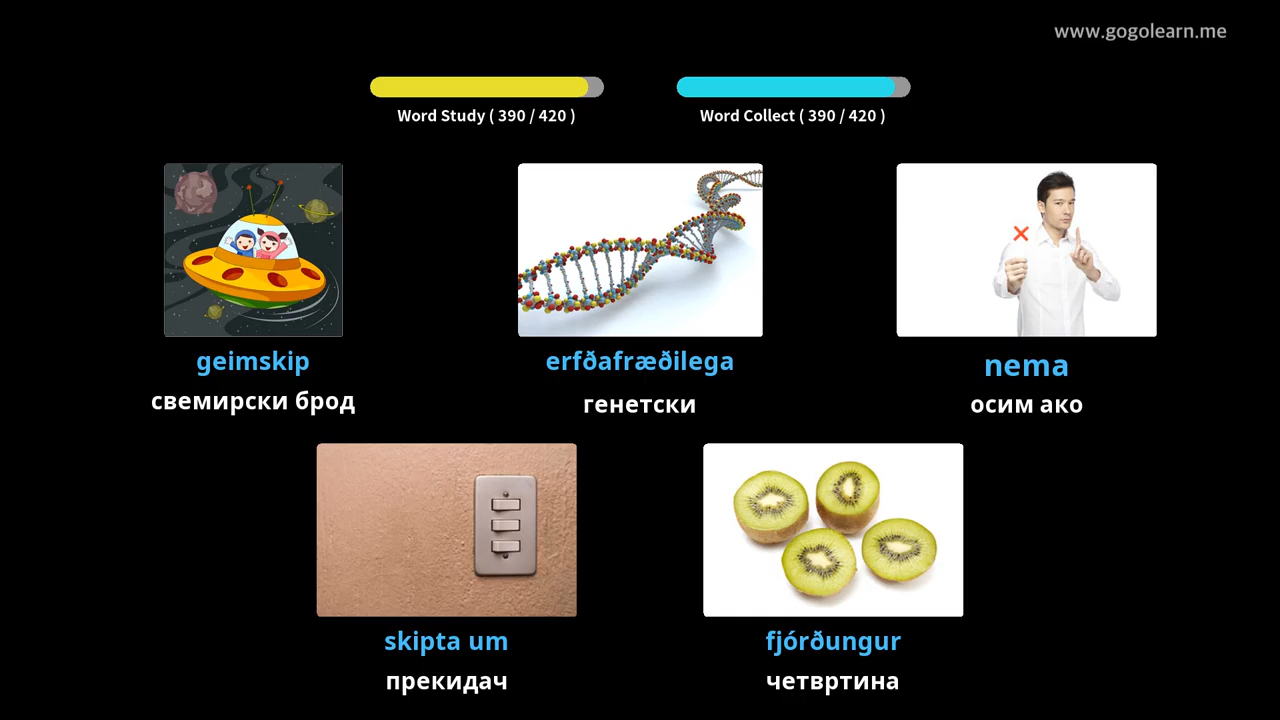 www.gogolearn.me
Word Study ( 390 / 420 )
Word Collect ( 390 / 420 )
geimskip
свемирски брод
erfðafræðilega
генетски
nema
осим ако
skipta um
прекидач
fjórðungur
четвртина